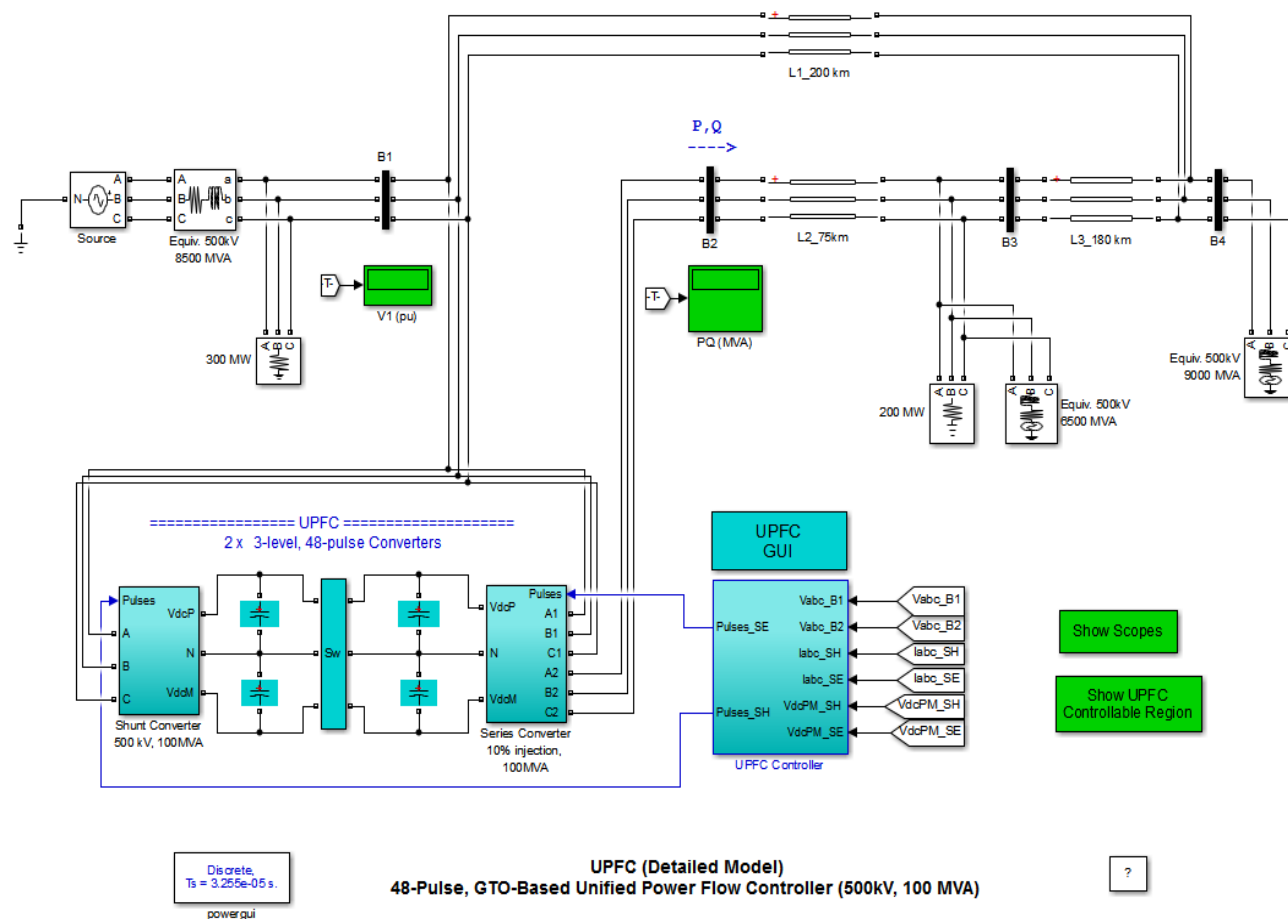 L1_200 km
P,Q
---->
B1
A
B
C
N
A
B
C
a
b
c
Source
Equiv. 500kV
8500 MVA
B2
L2_75km
B3
L3_180 km
B4
-T-
V1 (pu)
-T-
PQ (MVA)
300 MW
A
B
C
200 MW
A
B
C
A
B
C
Equiv. 500kV
6500 MVA
Equiv. 500kV
9000 MVA
A
B
C
================= UPFC ====================
2 x 3-level, 48-pulse Converters
Pulses
VdcP
A
N
B
VdcM
C
Shunt Converter
500 kV, 100MVA
Sw
Pulses
VdcP
A1
B1
N
C1
A2
VdcM
B2
C2
Series Converter
10% injection,
100MVA
UPFC
GUI
Pulses_SE
Pulses_SH
Vabc_B1
Vabc_B2
Iabc_SH
Iabc_SE
VdcPM_SH
VdcPM_SE
UPFC Controller
Vabc_B1
Vabc_B2
Iabc_SH
Iabc_SE
VdcPM_SH
VdcPM_SE
Show Scopes
Show UPFC
Controllable Region
Discrete,
Ts = 3.255e-05 s.
powergui
UPFC (Detailed Model)
48-Pulse, GTO-Based Unified Power Flow Controller (500kV, 100 MVA)
?